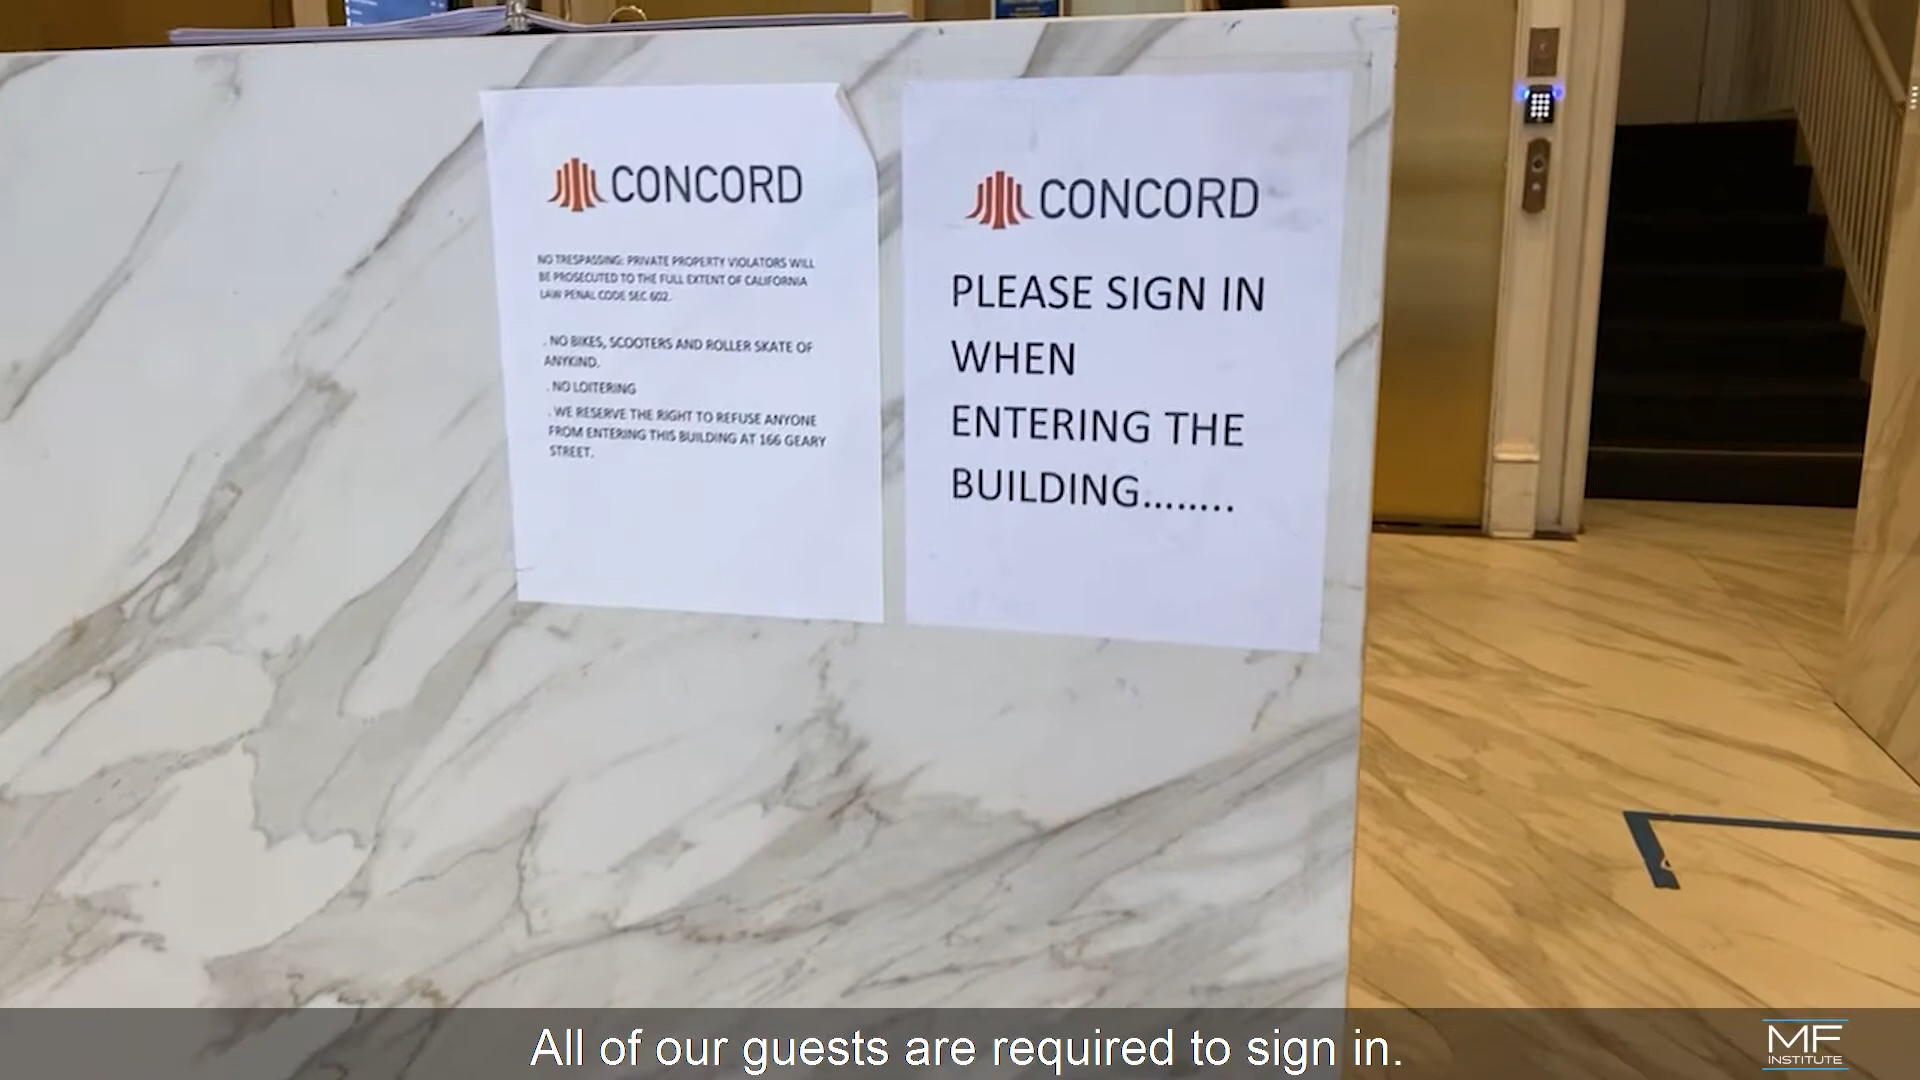 CONCORD
NO TRESPASSING: PRIVATE PROPERTY VIOLATORS WILL
BE PROSECUTED TO THE FULL EXTENT OF CALIFORNIA
LAW PENAL CODE SEC 602.
. NO BIKES, SCOOTERS AND ROLLER SKATE OF
ANYKIND.
. NO LOITERING
. WE RESERVE THE RIGHT TO REFUSE ANYONE
FROM ENTERING THIS BUILDING AT 166 GEARY
STREET.
CONCORD
PLEASE SIGN IN
WHEN
ENTERING THE
BUILDING........
All of our guests are required to sign in.
MF
INSTITUTE